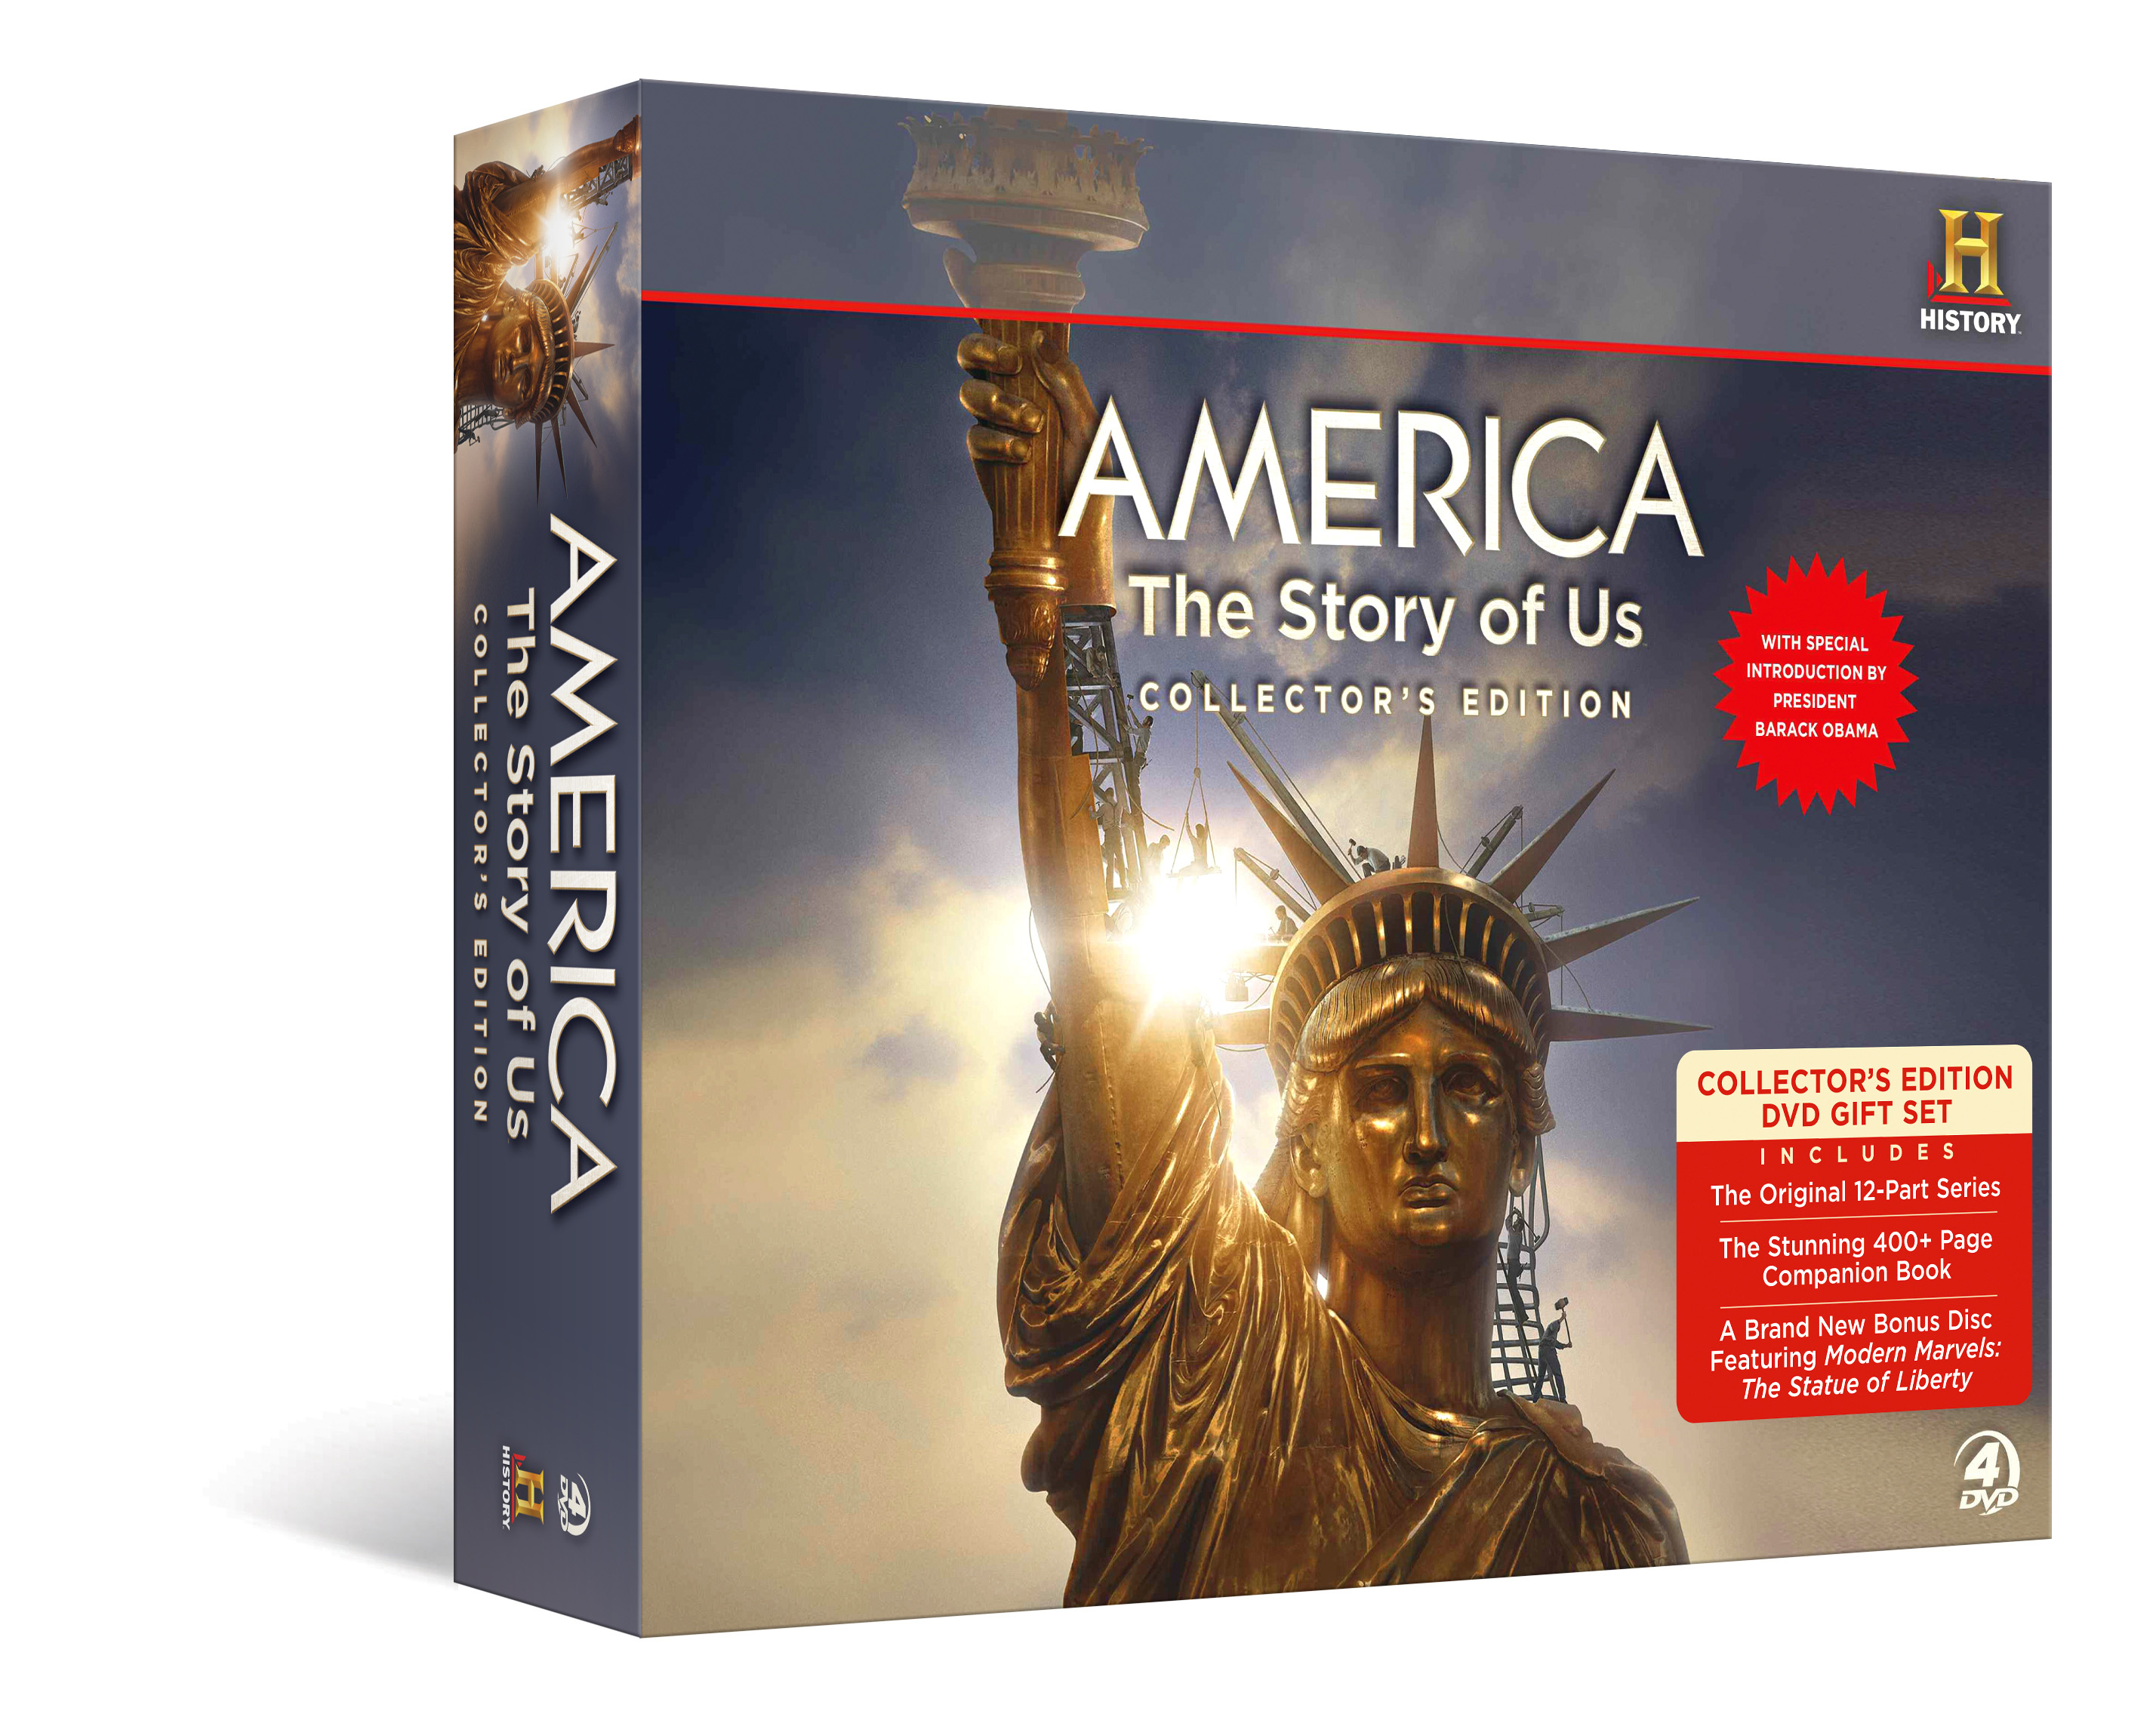 AMERICA
The Story of Us
COLLECTOR'S EDITION
4
DVD
H
HISTORY
H
HISTORY
AMERICA
The Story of Us
COLLECTOR'S EDITION
WITH SPECIAL
INTRODUCTION BY
PRESIDENT
BARACK OBAMA
COLLECTOR'S EDITION
DVD GIFT SET
INCLUDES
The Original 12-Part Series
The Stunning 400+ Page
Companion Book
A Brand New Bonus Disc
Featuring Modern Marvels:
The Statue of Liberty
4
DVD